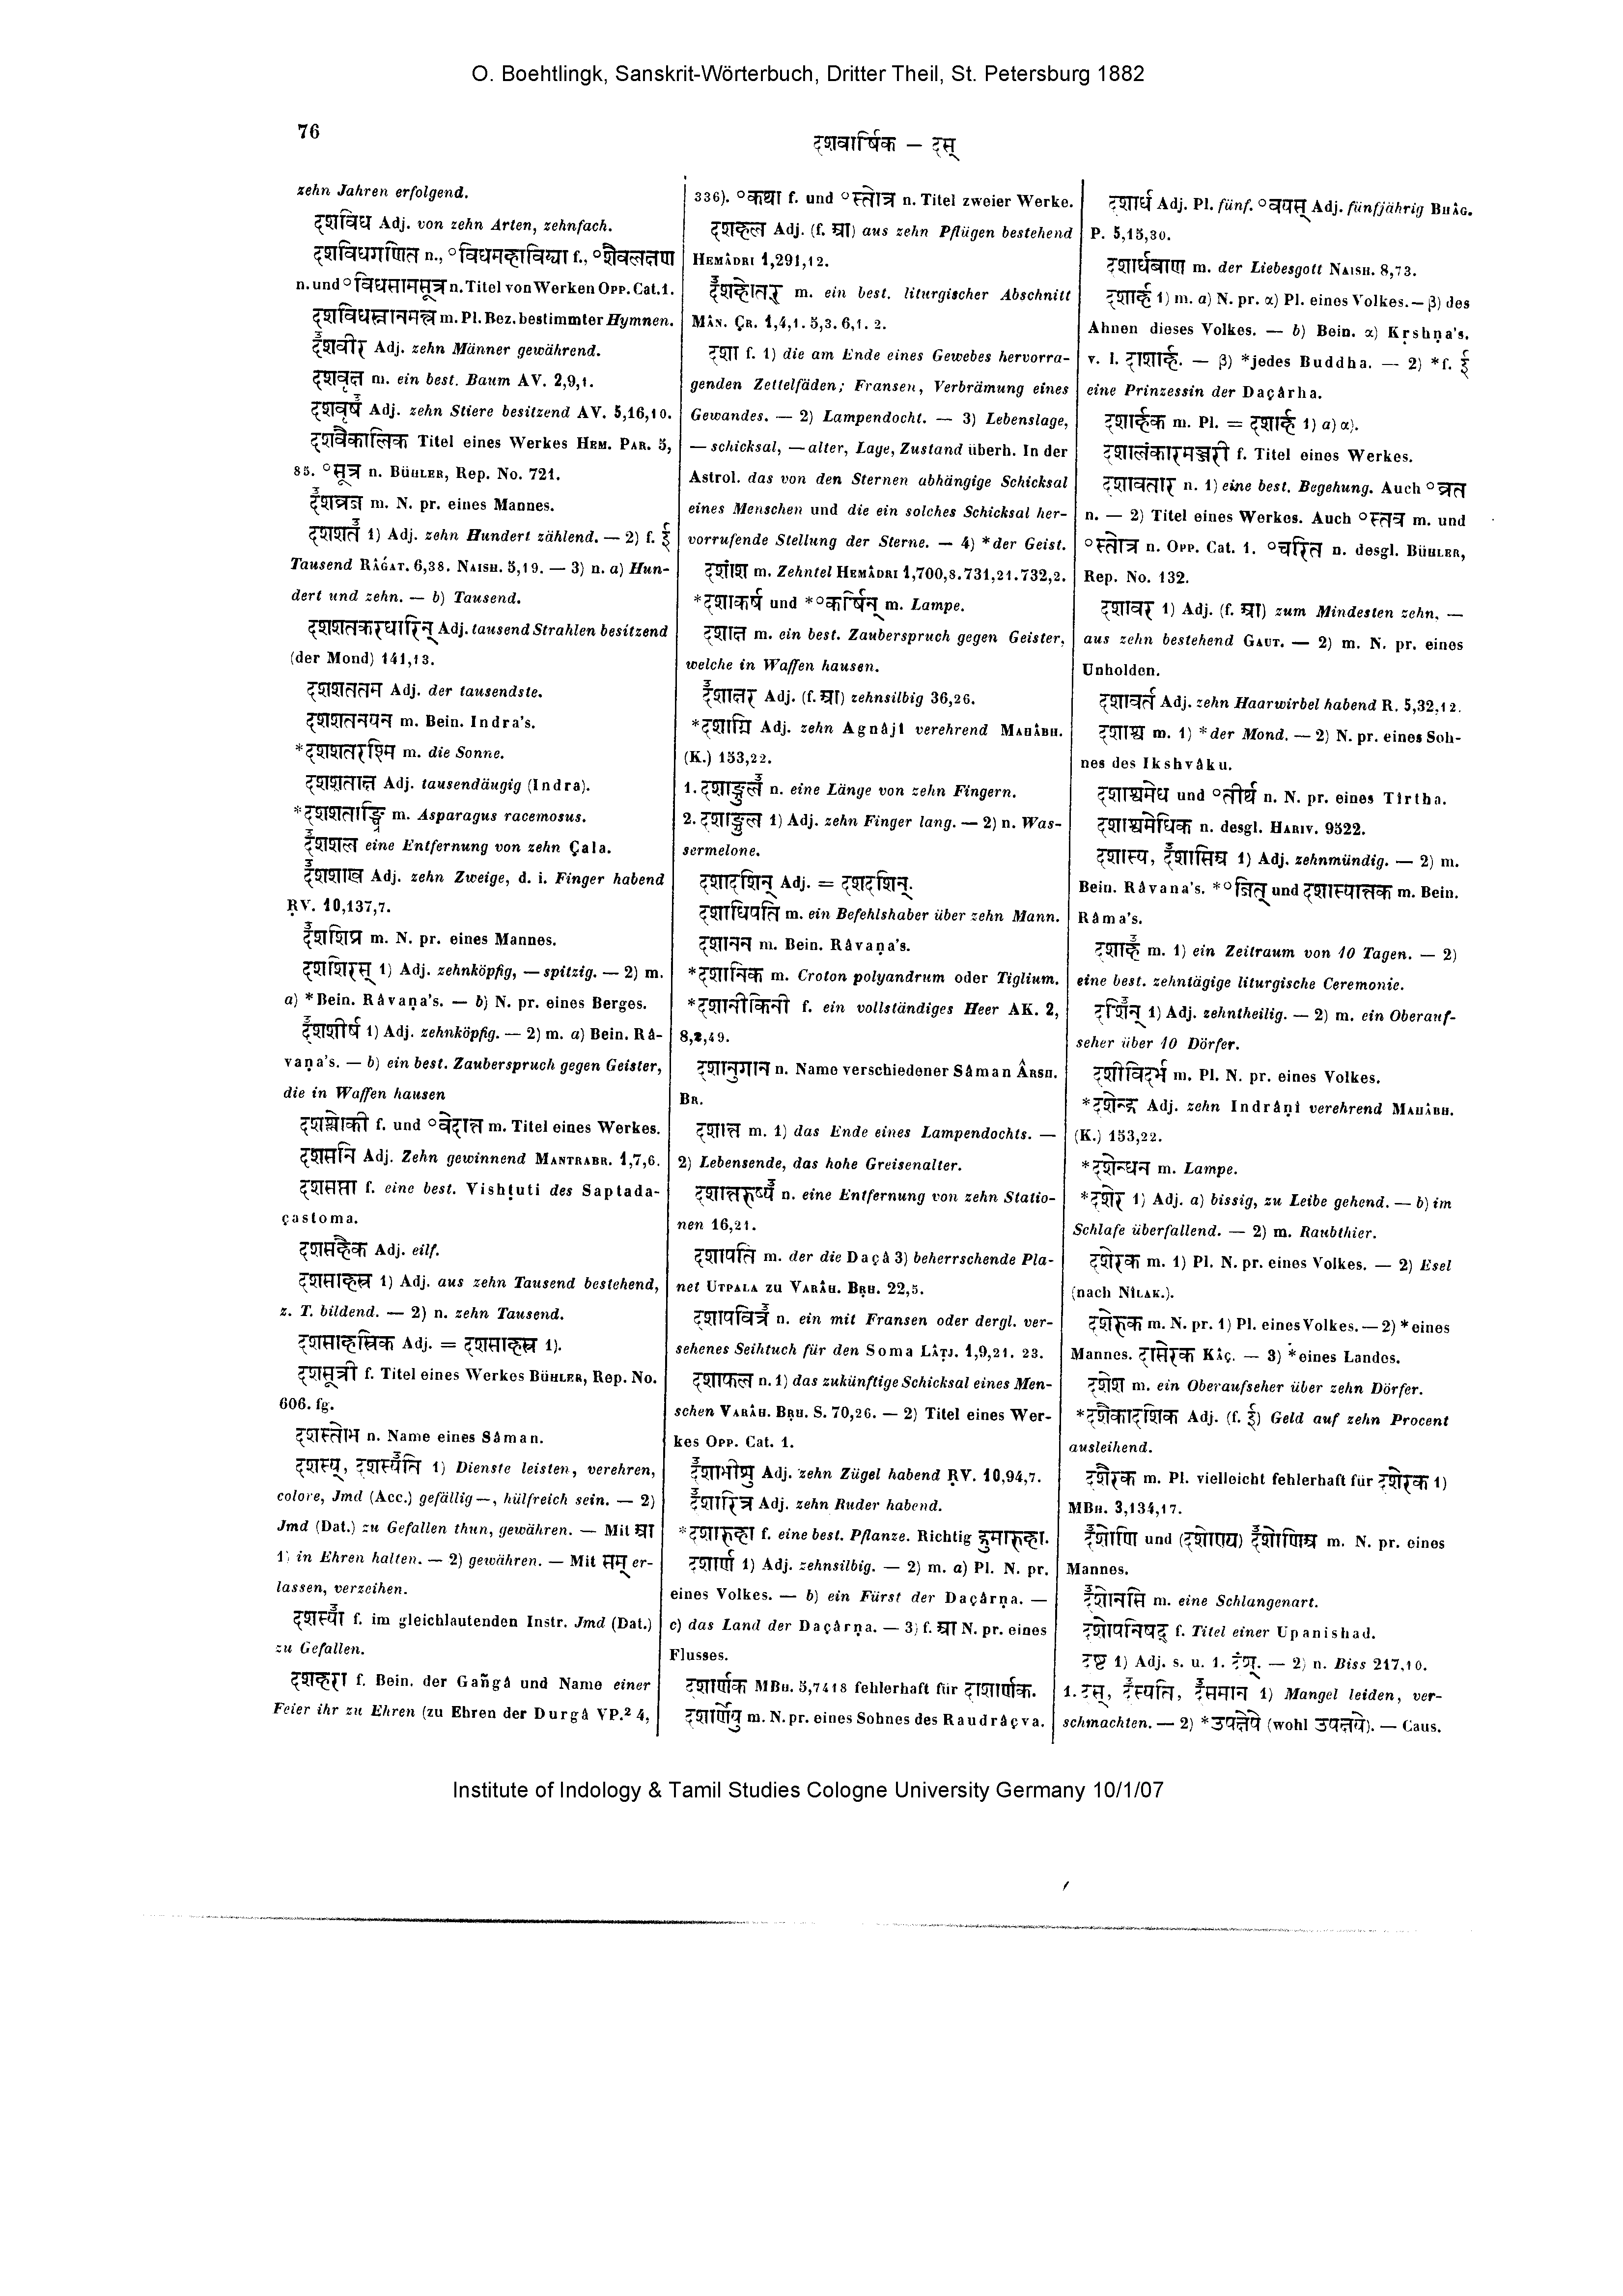 O. Boehtlingk, Sanskrit-Wörterbuch, Dritter Theil, St. Petersburg 1882
76
दशवार्षिक — दस्
zehn Jahren erfolgend.
दशविध Adj. von zehn Arten, zehnfach.
दशविधगणित n., °विधमहाविद्या f., °वैलक्षण
n. und °विधसामसूत्र n. Titel von Werken Opp. Cat. 1.
दशविधस्नानमन्त्र m. Pl. Bez. bestimmter Hymnen.
दशवीर Adj. zehn Männer gewährend.
दशवृक्ष m. ein best. Baum AV. 2,9,1.
दशवृष Adj. zehn Stiere besitzend AV. 5,16,10.
दशवैकालिक Titel eines Werkes Hem. Par. 5,
85. °सूत्र n. Bühler, Rep. No. 721.
दशव्रज m. N. pr. eines Mannes.
दशशत 1) Adj. zehn Hundert zählend. — 2) f. ई
Tausend Râǵat. 6,38. Naish. 5,19. — 3) n. a) Hun-
dert und zehn. — b) Tausend.
दशशतकरधारिन् Adj. tausend Strahlen besitzend
(der Mond) 141,13.
दशशततम Adj. der tausendste.
दशशतनयन m. Bein. Indra's.
*दशशतरश्मि m. die Sonne.
दशशताक्ष Adj. tausendäugig (Indra).
*दशशताङ्घ्रि m. Asparagus racemosus.
दशशल eine Entfernung von zehn Çala.
दशशाख Adj. zehn Zweige, d. i. Finger habend
ṚV. 10,137,7.
दशशिप्र m. N. pr. eines Mannes.
दशशिरस् 1) Adj. zehnköpfig, — spitzig. — 2) m.
a) *Bein. Râvaṇa's. — b) N. pr. eines Berges.
दशशीर्ष 1) Adj. zehnköpfig. — 2) m. a) Bein. Râ-
vaṇa's. — b) ein best. Zauberspruch gegen Geister,
die in Waffen hausen
दशश्लोकी f. und °वेदान्त m. Titel eines Werkes.
दशसनि Adj. Zehn gewinnend Mantrabr. 1,7,6.
दशसप्ता f. eine best. Vishṭuti des Saptada-
çastoma.
दशसहैक Adj. eilf.
दशसाहस्र 1) Adj. aus zehn Tausend bestehend,
z. T. bildend. — 2) n. zehn Tausend.
दशसाहस्रिक Adj. = दशसाहस्र 1).
दशसूत्री f. Titel eines Werkes Bühler, Rep. No.
606. fg.
दशस्तोभ n. Name eines Sâman.
दशस्य्, दशस्यति 1) Dienste leisten, verehren,
colore, Jmd (Acc.) gefällig —, hülfreich sein. — 2)
Jmd (Dat.) zu Gefallen thun, gewähren. — Mit आ
1) in Ehren halten. — 2) gewähren. — Mit सम् er-
lassen, verzeihen.
दशस्या f. im gleichlautenden Instr. Jmd (Dat.)
zu Gefallen.
दशहरा f. Bein. der Gañgâ und Name einer
Feier ihr zu Ehren (zu Ehren der Durgâ VP.² 4,
336). °कथा f. und °स्तोत्र n. Titel zweier Werke.
दशहल Adj. (f. आ) aus zehn Pflügen bestehend
Hemâdri 1,291,12.
दशहोतर् m. ein best. liturgischer Abschnitt
Mân. Çr. 1,4,1. 5,3. 6,1. 2.
दशा f. 1) die am Ende eines Gewebes hervorra-
genden Zettelfäden; Fransen, Verbrämung eines
Gewandes. — 2) Lampendocht. — 3) Lebenslage,
— schicksal, — alter, Lage, Zustand überh. In der
Astrol. das von den Sternen abhängige Schicksal
eines Menschen und die ein solches Schicksal her-
vorrufende Stellung der Sterne. — 4) *der Geist.
दशांश m. Zehntel Hemâdri 1,700,8. 731,21. 732,2.
*दशाकर्ष und *°कर्षिन् m. Lampe.
दशाक्ष m. ein best. Zauberspruch gegen Geister,
welche in Waffen hausen.
दशाक्षर Adj. (f. आ) zehnsilbig 36,26.
*दशाग्नि Adj. zehn Agnâjî verehrend Mahâbh.
(K.) 153,22.
1. दशाङ्गुल n. eine Länge von zehn Fingern.
2. दशाङ्गुल 1) Adj. zehn Finger lang. — 2) n. Was-
sermelone.
दशादशिन् Adj. = दशदशिन्.
दशाधिपति m. ein Befehlshaber über zehn Mann.
दशानन m. Bein. Râvaṇa's.
*दशानिक m. Croton polyandrum oder Tiglium.
*दशानीकिनी f. ein vollständiges Heer AK. 2,
8,2,49.
दशानुगान n. Name verschiedener Sâman Ârsh.
Br.
दशान्त m. 1) das Ende eines Lampendochts. —
2) Lebensende, das hohe Greisenalter.
दशान्तरुष्य n. eine Entfernung von zehn Statio-
nen 16,21.
दशापति m. der die Daçâ 3) beherrschende Pla-
net Utpala zu Varâh. Bṛh. 22,5.
दशापवित्र n. ein mit Fransen oder dergl. ver-
sehenes Seihtuch für den Soma Lâṭj. 1,9,21. 23.
दशाफल n. 1) das zukünftige Schicksal eines Men-
schen Varâh. Bṛh. S. 70,26. — 2) Titel eines Wer-
kes Opp. Cat. 1.
दशाभीशु Adj. zehn Zügel habend RV. 10,94,7.
दशारित्र Adj. zehn Ruder habend.
*दशारुहा f. eine best. Pflanze. Richtig द्रुमारुहा.
दशार्ण 1) Adj. zehnsilbig. — 2) m. a) Pl. N. pr.
eines Volkes. — b) ein Fürst der Daçârṇa. —
c) das Land der Daçârṇa. — 3) f. आ N. pr. eines
Flusses.
दशार्णक MBh. 5,7418 fehlerhaft für दाशार्णक.
दशार्णेयु m. N. pr. eines Sohnes des Raudrâçva.
दशार्ध Adj. Pl. fünf. °वयस् Adj. fünfjährig Bhâg.
P. 5,15,30.
दशार्धबाण m. der Liebesgott Naish. 8,73.
दशार्ह 1) m. a) N. pr. α) Pl. eines Volkes. — β) des
Ahnen dieses Volkes. — b) Bein. α) Kṛshṇa's.
v. l. दाशार्ह. — β) *jedes Buddha. — 2) *f. ई
eine Prinzessin der Daçârha.
दशार्हक m. Pl. = दशार्ह 1) a) α).
दशालंकारमञ्जरी f. Titel eines Werkes.
दशावतार n. 1) eine best. Begehung. Auch °व्रत
n. — 2) Titel eines Werkes. Auch °स्तव m. und
°स्तोत्र n. Opp. Cat. 1. °चरित n. desgl. Bühler,
Rep. No. 132.
दशावर 1) Adj. (f. आ) zum Mindesten zehn, —
aus zehn bestehend Gaut. — 2) m. N. pr. eines
Unholden.
दशावर्त Adj. zehn Haarwirbel habend R. 5,32,12.
दशाश्व m. 1) *der Mond. — 2) N. pr. eines Soh-
nes des Ikshvâku.
दशाश्वमेध und °तीर्थ n. N. pr. eines Tîrtha.
दशाश्वमेधिक n. desgl. Hariv. 9522.
दशास्य, दशासिअ 1) Adj. zehnmündig. — 2) m.
Bein. Râvana's. *°जित् und दशास्यान्तक m. Bein.
Râma's.
दशाह m. 1) ein Zeitraum von 10 Tagen. — 2)
eine best. zehntägige liturgische Ceremonie.
दशिन् 1) Adj. zehntheilig. — 2) m. ein Oberauf-
seher über 10 Dörfer.
दशीविदर्भ m. Pl. N. pr. eines Volkes.
*दशेन्द्र Adj. zehn Indrâṇî verehrend Mahâbh.
(K.) 153,22.
*दशेन्धन m. Lampe.
*दशेर 1) Adj. a) bissig, zu Leibe gehend. — b) im
Schlafe überfallend. — 2) m. Raubthier.
दशेरक m. 1) Pl. N. pr. eines Volkes. — 2) Esel
(nach Nîlak.).
दशेरुक m. N. pr. 1) Pl. eines Volkes. — 2) *eines
Mannes. दासेरक Kâç. — 3) *eines Landes.
दशेश m. ein Oberaufseher über zehn Dörfer.
*दशैकादशिक Adj. (f. ई) Geld auf zehn Procent
ausleihend.
दशैरक m. Pl. vielleicht fehlerhaft für दशेरक 1)
MBh. 3,134,17.
दशोणि und (दशोण्य) दशोणिअ m. N. pr. eines
Mannes.
दशोनसि m. eine Schlangenart.
दशोपनिषद् f. Titel einer Upanishad.
दष्ट 1) Adj. s. u. 1. दंश्. — 2) n. Biss 217,10.
1. दस्, दस्यति, दसमान 1) Mangel leiden, ver-
schmachten. — 2) *उपक्षेपे (wohl उपक्षये). — Caus.
Institute of Indology & Tamil Studies Cologne University Germany 10/1/07